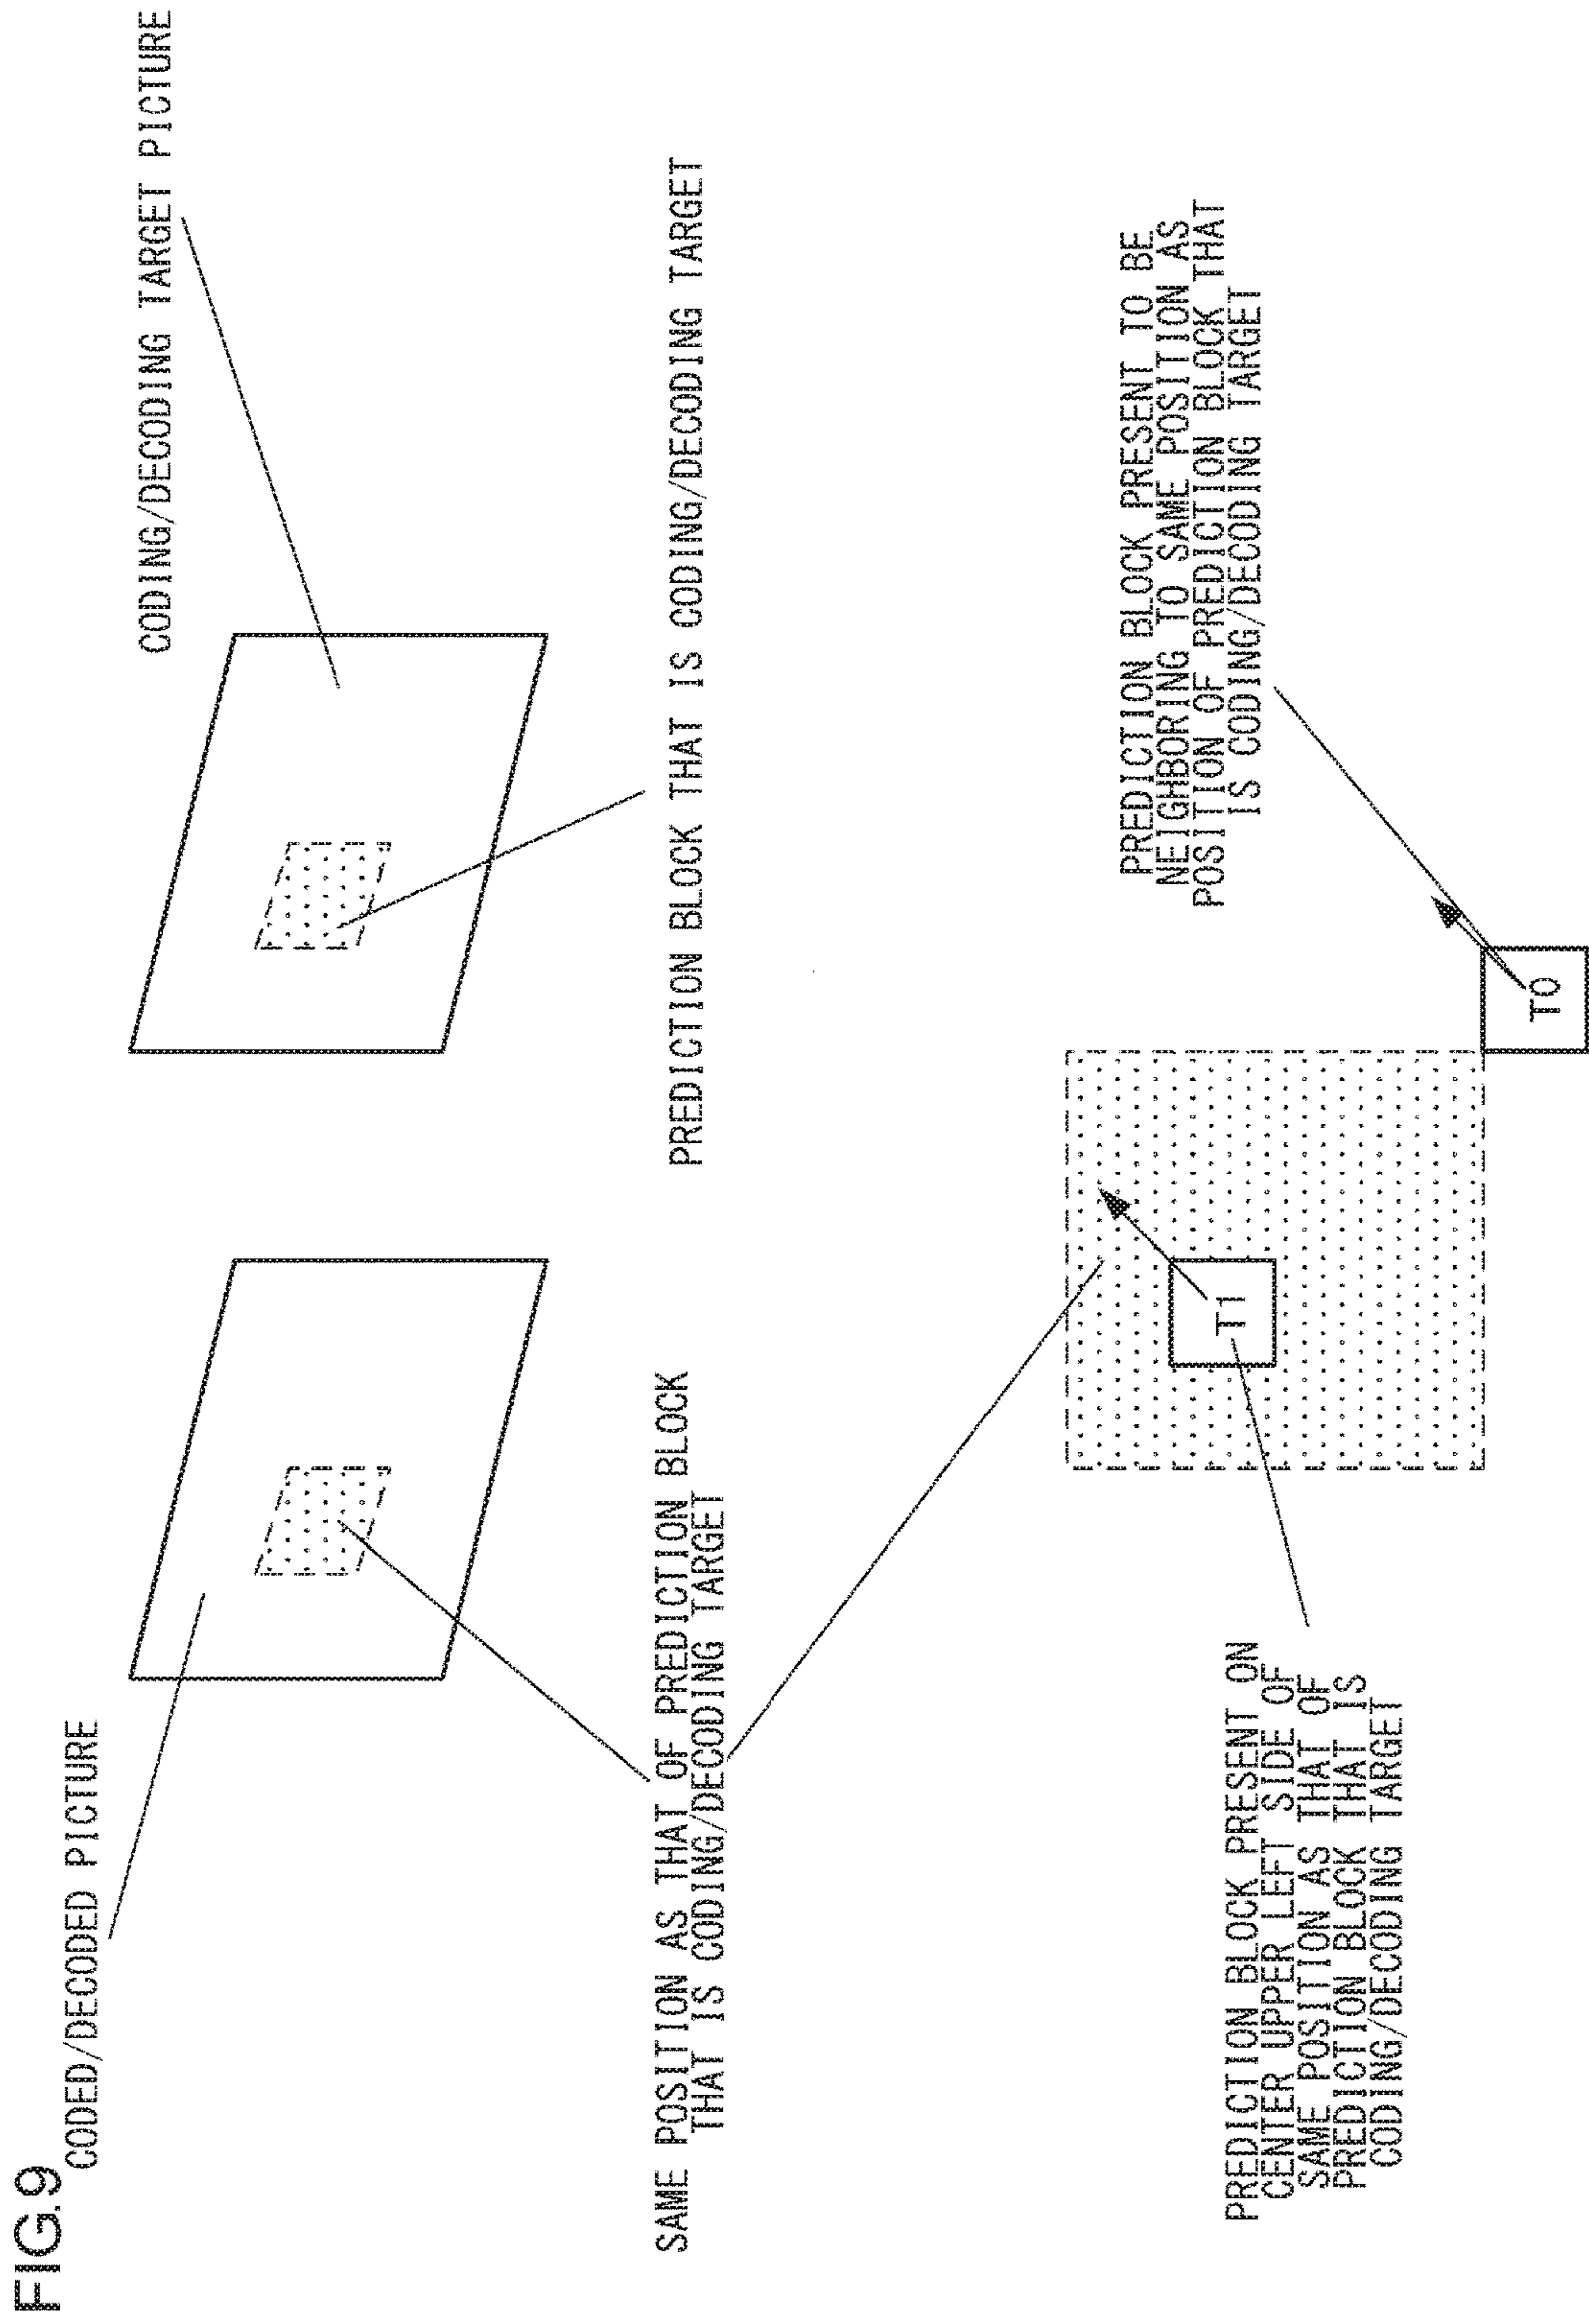 FIG.9
CODED/DECODED PICTURE
CODING/DECODING TARGET PICTURE
SAME POSITION AS THAT OF PREDICTION BLOCK
THAT IS CODING/DECODING TARGET
PREDICTION BLOCK THAT IS CODING/DECODING TARGET
PREDICTION BLOCK PRESENT ON
CENTER UPPER LEFT SIDE OF
SAME POSITION AS THAT OF
PREDICTION BLOCK THAT IS
CODING/DECODING TARGET
T1
T0
PREDICTION BLOCK PRESENT TO BE
NEIGHBORING TO SAME POSITION AS
POSITION OF PREDICTION BLOCK THAT
IS CODING/DECODING TARGET